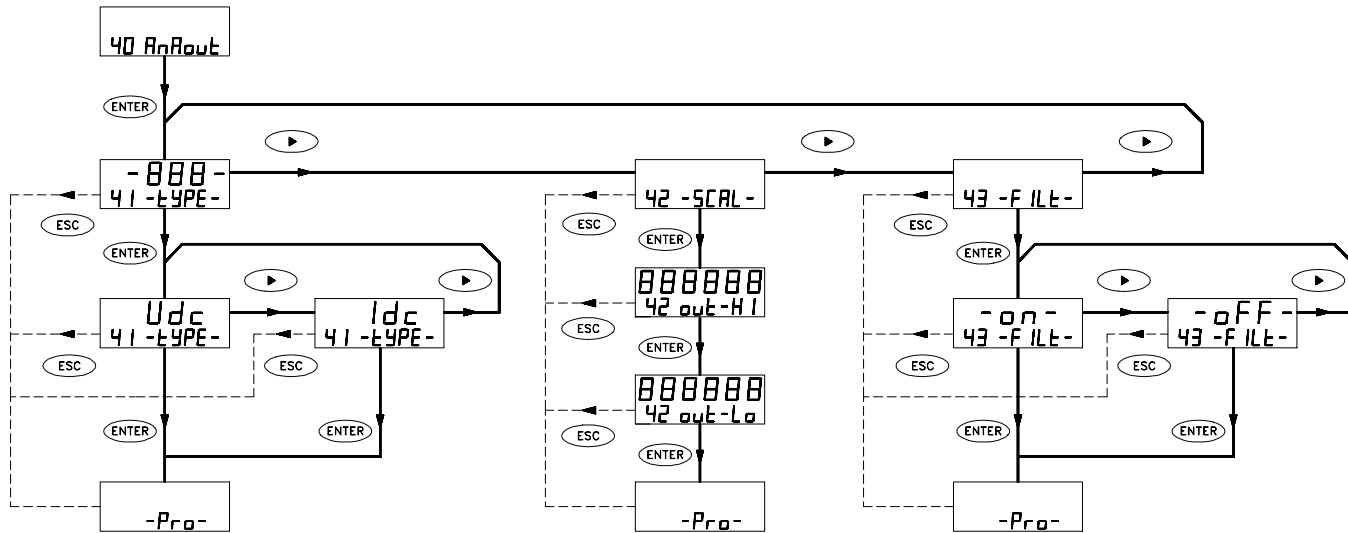 40 AnAout
ENTER
-888-
41 -tYPE-
42 -SCAL-
43 -FILt-
ESC
ENTER
ESC
ENTER
ESC
ENTER
Udc
41 -tYPE-
Idc
41 -tYPE-
888888
42 out-HI
-on-
43 -FILt-
-oFF-
43 -FILt-
ESC
ESC
ESC
ENTER
ESC
ESC
888888
42 out-Lo
ENTER
ENTER
ESC
ENTER
ENTER
ENTER
-Pro-
-Pro-
-Pro-